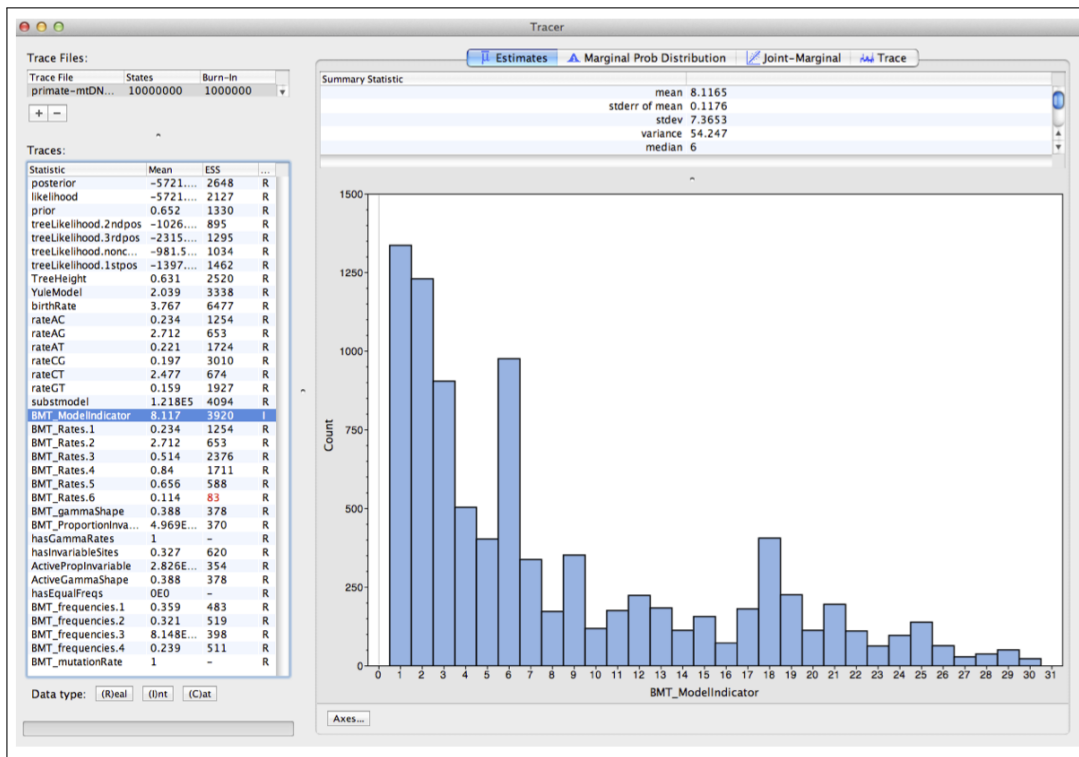 Tracer
Trace Files:
Trace File States Burn-In
primate-mtDN... 10000000 1000000
+ −
Traces:
Statistic Mean ESS ...
posterior -5721.... 2648 R
likelihood -5721.... 2127 R
prior 0.652 1330 R
treeLikelihood.2ndpos -1026.... 895 R
treeLikelihood.3rdpos -2315.... 1295 R
treeLikelihood.nonc... -981.5... 1034 R
treeLikelihood.1stpos -1397.... 1462 R
TreeHeight 0.631 2520 R
YuleModel 2.039 3338 R
birthRate 3.767 6477 R
rateAC 0.234 1254 R
rateAG 2.712 653 R
rateAT 0.221 1724 R
rateCG 0.197 3010 R
rateCT 2.477 674 R
rateGT 0.159 1927 R
substmodel 1.218E5 4094 R
BMT_ModelIndicator 8.117 3920 I
BMT_Rates.1 0.234 1254 R
BMT_Rates.2 2.712 653 R
BMT_Rates.3 0.514 2376 R
BMT_Rates.4 0.84 1711 R
BMT_Rates.5 0.656 588 R
BMT_Rates.6 0.114 83 R
BMT_gammaShape 0.388 378 R
BMT_ProportionInva... 4.969E... 370 R
hasGammaRates 1 - R
hasInvariableSites 0.327 620 R
ActivePropInvariable 2.826E... 354 R
ActiveGammaShape 0.388 378 R
hasEqualFreqs 0E0 - R
BMT_frequencies.1 0.359 483 R
BMT_frequencies.2 0.321 519 R
BMT_frequencies.3 8.148E... 398 R
BMT_frequencies.4 0.239 511 R
BMT_mutationRate 1 - R
Data type: (R)eal (I)nt (C)at
Estimates Marginal Prob Distribution Joint-Marginal Trace
Summary Statistic
mean 8.1165
stderr of mean 0.1176
stdev 7.3653
variance 54.247
median 6
1500
1250
1000
750
500
250
0
Count
0 1 2 3 4 5 6 7 8 9 10 11 12 13 14 15 16 17 18 19 20 21 22 23 24 25 26 27 28 29 30 31
BMT_ModelIndicator
Axes...